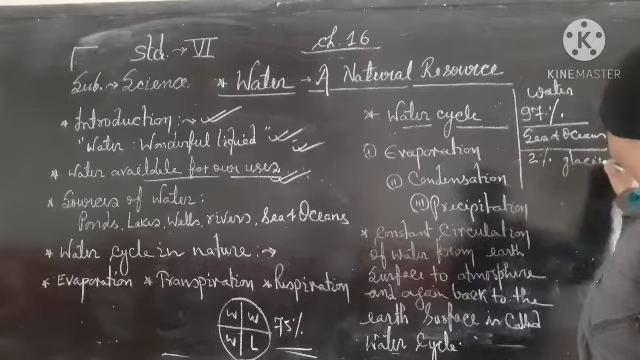 Std. → VI
ch. 16
Sub. → Science
* Water → A Natural Resource
* Introduction: →
"Water: Wonderful liquid"
* Water available for our uses
* Sources of Water:
Ponds, Lakes, Wells, rivers, Sea & Oceans
* Water cycle in nature: →
* Evaporation * Transpiration * Respiration
W W
W L
75%
* Water cycle
(i) Evaporation
(ii) Condensation
(iii) Precipitation
* Constant Circulation
of water from earth
Surface to atmosphere
and again back to the
earth Surface is Called
Water Cycle.
Water
97%
Sea & Oceans
2% glacie
KINEMASTER